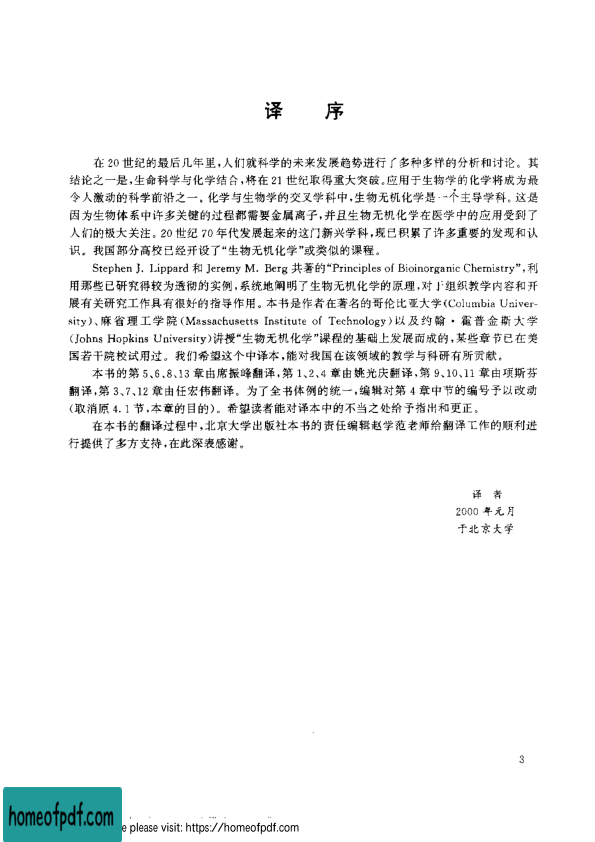 译 序
在 20 世纪的最后几年里,人们就科学的未来发展趋势进行了多种多样的分析和讨论。其
结论之一是,生命科学与化学结合,将在 21 世纪取得重大突破。应用于生物学的化学将成为最
令人激动的科学前沿之一。化学与生物学的交叉学科中,生物无机化学是一个主导学科。这是
因为生物体系中许多关键的过程都需要金属离子,并且生物无机化学在医学中的应用受到了
人们的极大关注。20 世纪 70 年代发展起来的这门新兴学科,现已积累了许多重要的发现和认
识。我国部分高校已经开设了“生物无机化学”或类似的课程。
Stephen J. Lippard 和 Jeremy M. Berg 共著的“Principles of Bioinorganic Chemistry”,利
用那些已研究得较为透彻的实例,系统地阐明了生物无机化学的原理,对于组织教学内容和开
展有关研究工作具有很好的指导作用。本书是作者在著名的哥伦比亚大学(Columbia Univer-
sity)、麻省理工学院(Massachusetts Institute of Technology)以及约翰·霍普金斯大学
(Johns Hopkins University)讲授“生物无机化学”课程的基础上发展而成的,某些章节已在美
国若干院校试用过。我们希望这个中译本,能对我国在该领域的教学与科研有所贡献。
本书的第 5、6、8、13 章由席振峰翻译,第 1、2、4 章由姚光庆翻译,第 9、10、11 章由项斯芬
翻译,第 3、7、12 章由任宏伟翻译。为了全书体例的统一,编辑对第 4 章中节的编号予以改动
(取消原 4.1 节,本章的目的)。希望读者能对译本中的不当之处给予指出和更正。
在本书的翻译过程中,北京大学出版社本书的责任编辑赵学范老师给翻译工作的顺利进
行提供了多方支持,在此深表感谢。
译 者
2000 年元月
于北京大学
3
homeofpdf.com
e please visit: https://homeofpdf.com